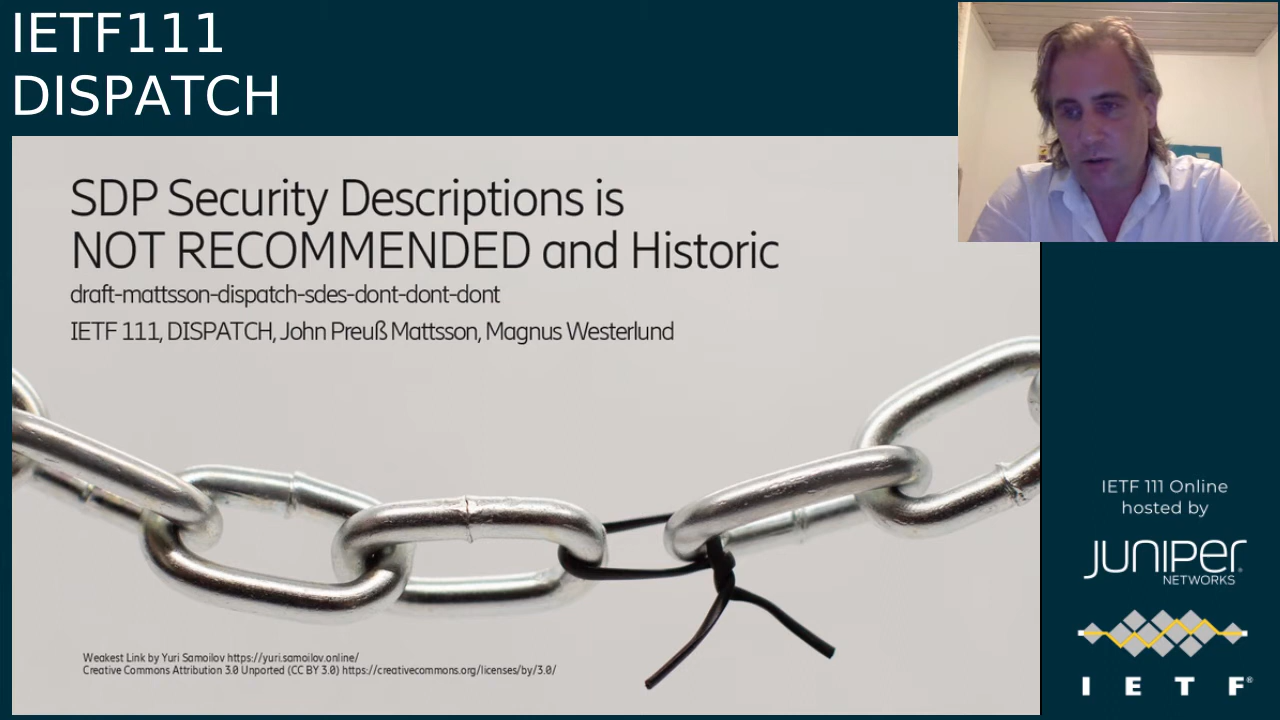 IETF111
DISPATCH
SDP Security Descriptions is
NOT RECOMMENDED and Historic
draft-mattsson-dispatch-sdes-dont-dont-dont
IETF 111, DISPATCH, John Preuß Mattsson, Magnus Westerlund
Weakest Link by Yuri Samoilov https://yuri.samoilov.online/
Creative Commons Attribution 3.0 Unported (CC BY 3.0) https://creativecommons.org/licenses/by/3.0/
IETF 111 Online
hosted by
JUNIPER
NETWORKS
I E T F®